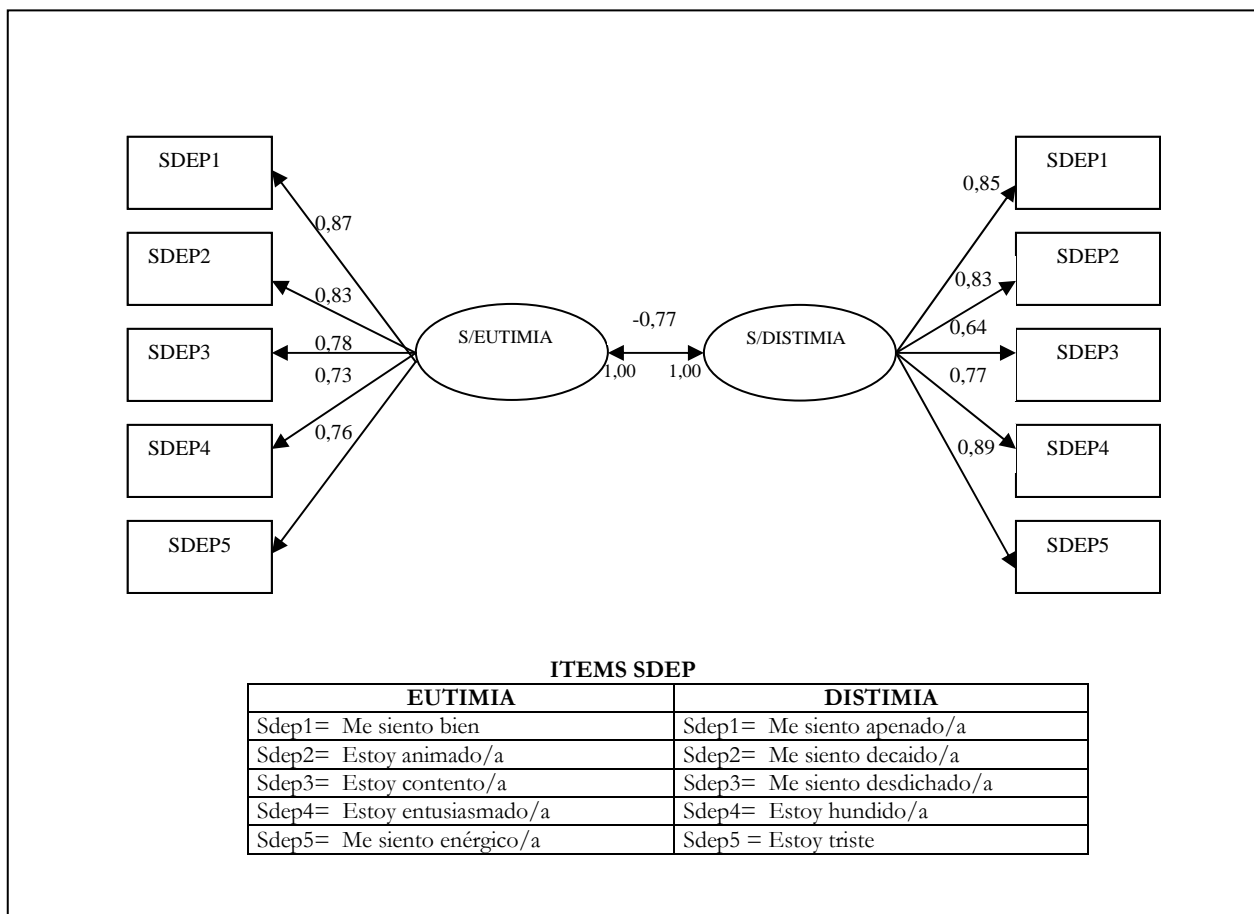 SDEP1
SDEP1
0,85
0,87
SDEP2
SDEP2
0,83
0,83
-0,77
0,64
S/EUTIMIA
S/DISTIMIA
SDEP3
0,78
SDEP3
1,00
1,00
0,73
0,77
0,76
SDEP4
0,89
SDEP4
SDEP5
SDEP5
ITEMS SDEP
EUTIMIA DISTIMIA
Sdep1= Me siento bien Sdep1= Me siento apenado/a
Sdep2= Estoy animado/a Sdep2= Me siento decaido/a
Sdep3= Estoy contento/a Sdep3= Me siento desdichado/a
Sdep4= Estoy entusiasmado/a Sdep4= Estoy hundido/a
Sdep5= Me siento enérgico/a Sdep5 = Estoy triste